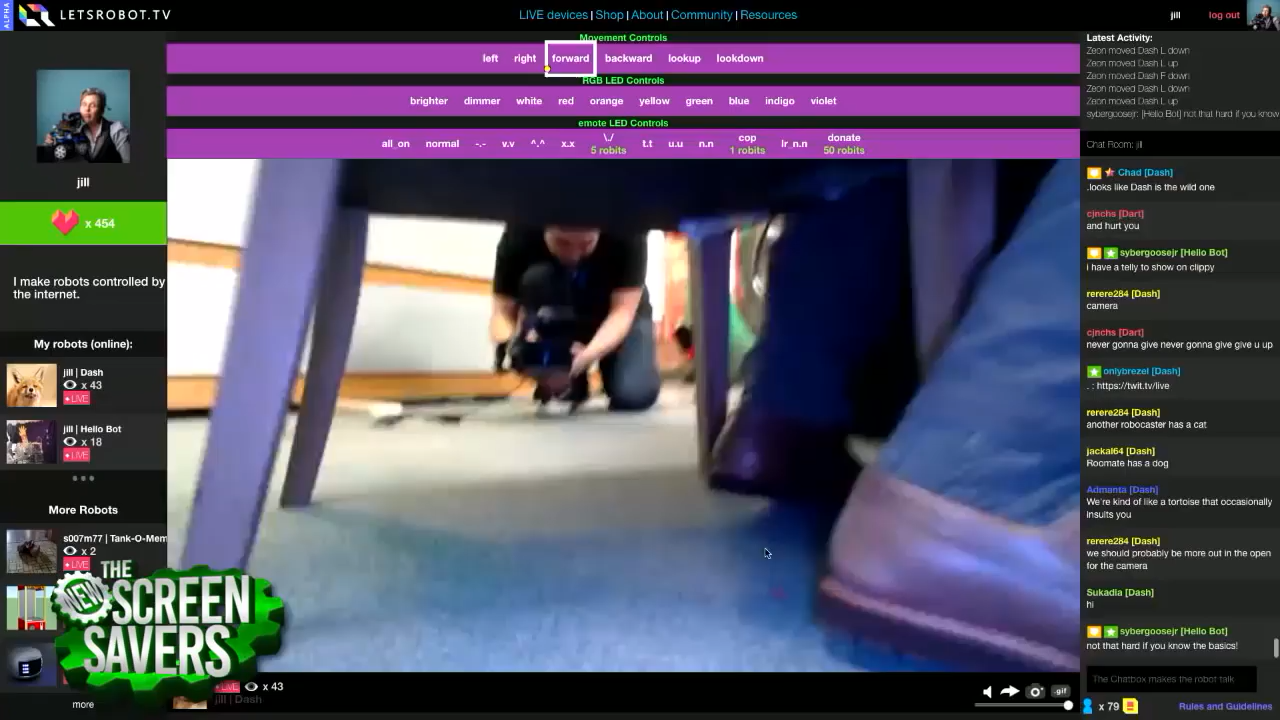 ALPHA
LETSROBOT.TV
LIVE devices | Shop | About | Community | Resources
jill
log out
Movement Controls
left right forward backward lookup lookdown
RGB LED Controls
brighter dimmer white red orange yellow green blue indigo violet
emote LED Controls
all_on normal -.- v.v ^.^ x.x \./ t.t u.u n.n cop lr_n.n donate
5 robits 1 robits 50 robits
jill
x 454
I make robots controlled by
the internet.
My robots (online):
jill | Dash
x 43
LIVE
jill | Hello Bot
x 18
LIVE
More Robots
s007m77 | Tank-O-Mem
x 2
LIVE
THE
NEW SCREEN
SAVERS
more
LIVE x 43
jill | Dash
.gif
Latest Activity:
Zeon moved Dash L down
Zeon moved Dash L up
Zeon moved Dash F down
Zeon moved Dash L down
Zeon moved Dash L up
sybergoosejr: [Hello Bot] not that hard if you know
Chat Room: jill
Chad [Dash]
.looks like Dash is the wild one
cjnchs [Dart]
and hurt you
sybergoosejr [Hello Bot]
i have a telly to show on clippy
rerere284 [Dash]
camera
cjnchs [Dart]
never gonna give never gonna give give u up
onlybrezel [Dash]
. : https://twit.tv/live
rerere284 [Dash]
another robocaster has a cat
jackal64 [Dash]
Roomate has a dog
Admanta [Dash]
We're kind of like a tortoise that occasionally
insults you
rerere284 [Dash]
we should probably be more out in the open
for the camera
Sukadia [Dash]
hi
sybergoosejr [Hello Bot]
not that hard if you know the basics!
The Chatbox makes the robot talk
x 79
Rules and Guidelines